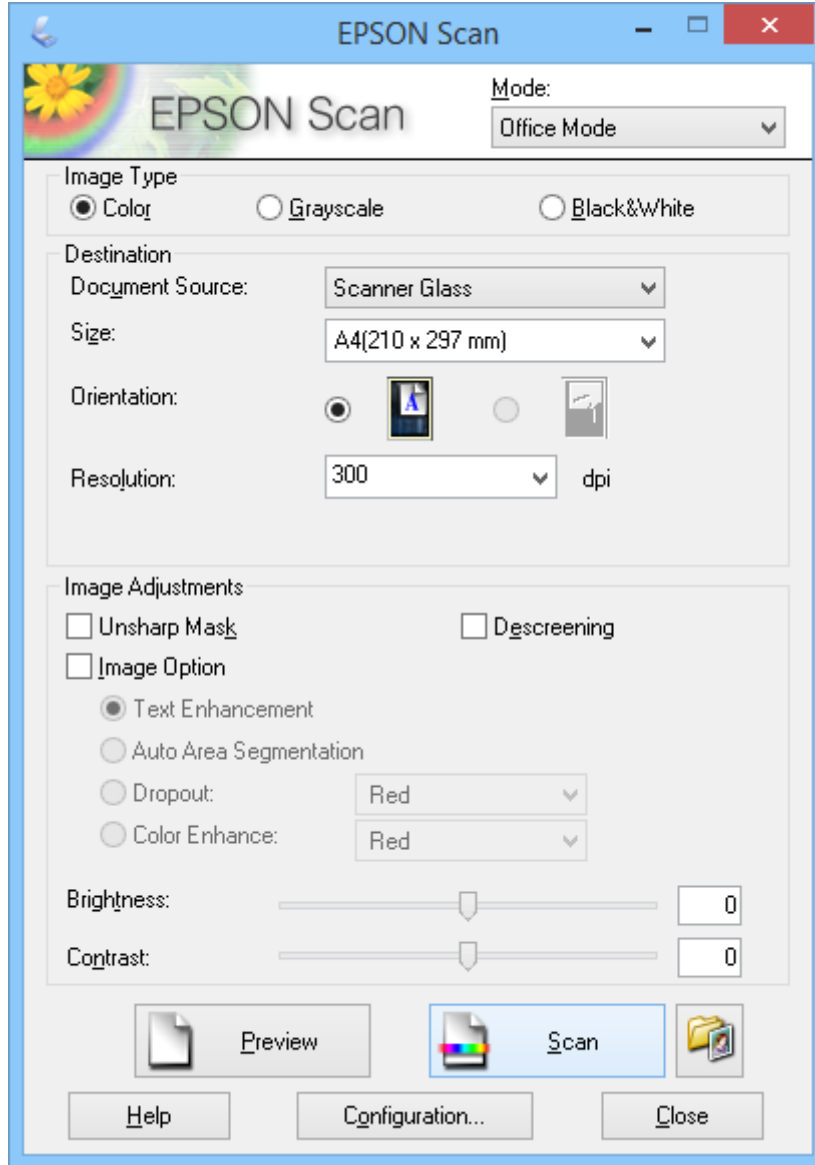 EPSON Scan
EPSON Scan
Mode:
Office Mode
Image Type
Color Grayscale Black&White
Destination
Document Source: Scanner Glass
Size: A4(210 x 297 mm)
Orientation: A
Resolution: 300 dpi
Image Adjustments
Unsharp Mask Descreening
Image Option
Text Enhancement
Auto Area Segmentation
Dropout: Red
Color Enhance: Red
Brightness: 0
Contrast: 0
Preview Scan
Help Configuration... Close